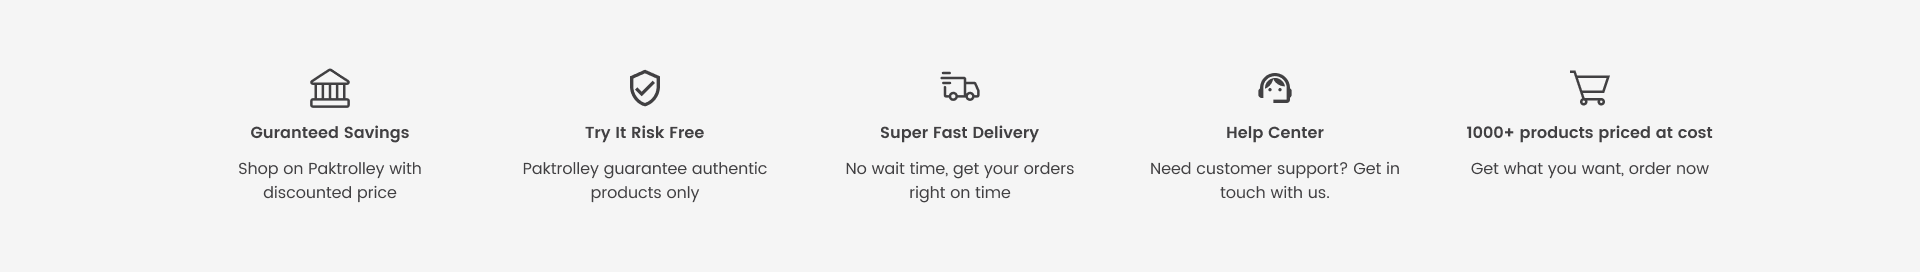 Guranteed Savings
Shop on Paktrolley with
discounted price
Try It Risk Free
Paktrolley guarantee authentic
products only
Super Fast Delivery
No wait time, get your orders
right on time
Help Center
Need customer support? Get in
touch with us.
1000+ products priced at cost
Get what you want, order now